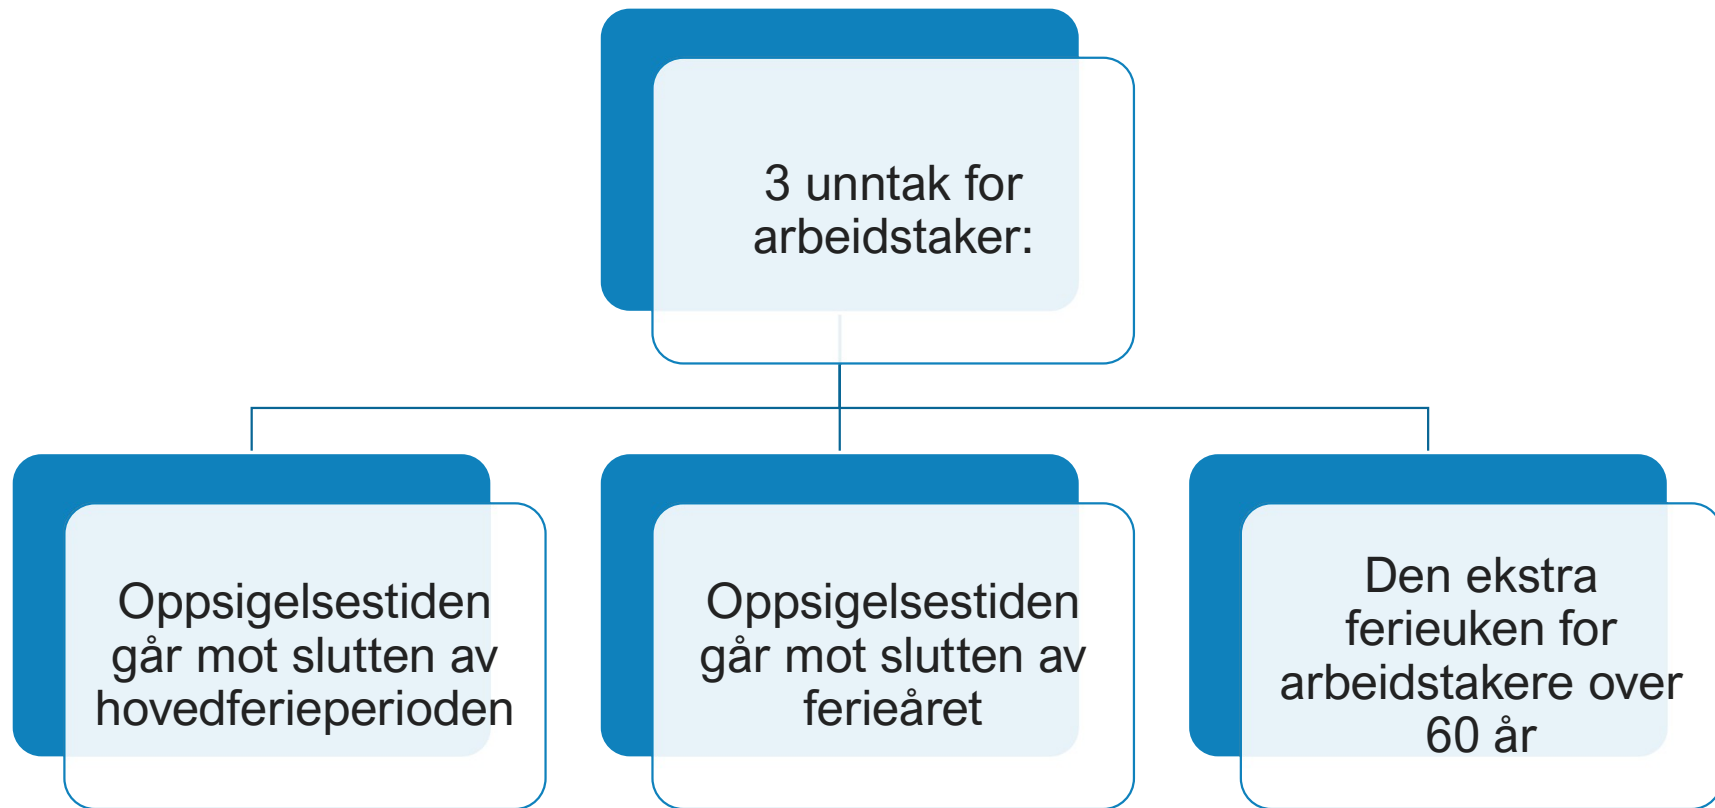 3 unntak for
arbeidstaker:
Oppsigelsestiden
går mot slutten av
hovedferieperioden
Oppsigelsestiden
går mot slutten av
ferieåret
Den ekstra
ferieuken for
arbeidstakere over
60 år